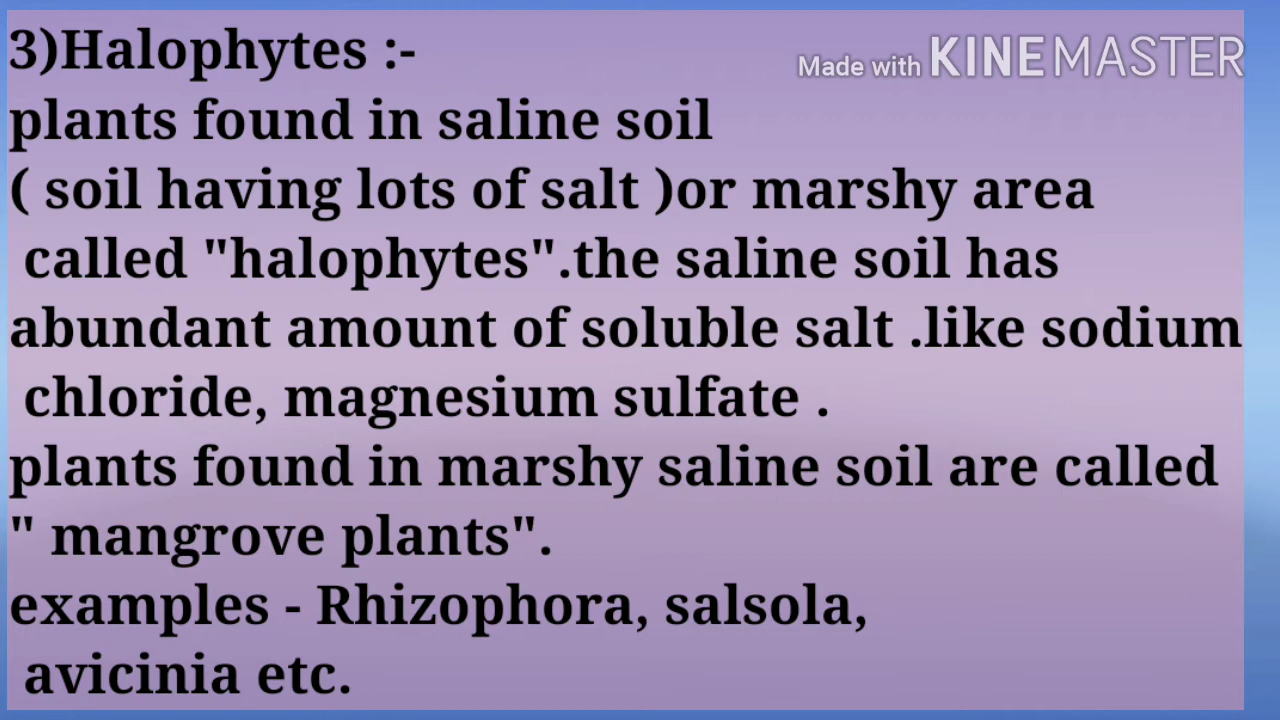 3)Halophytes :-
Made with KINEMASTER
plants found in saline soil
( soil having lots of salt )or marshy area
called "halophytes".the saline soil has
abundant amount of soluble salt .like sodium
chloride, magnesium sulfate .
plants found in marshy saline soil are called
" mangrove plants".
examples - Rhizophora, salsola,
avicinia etc.